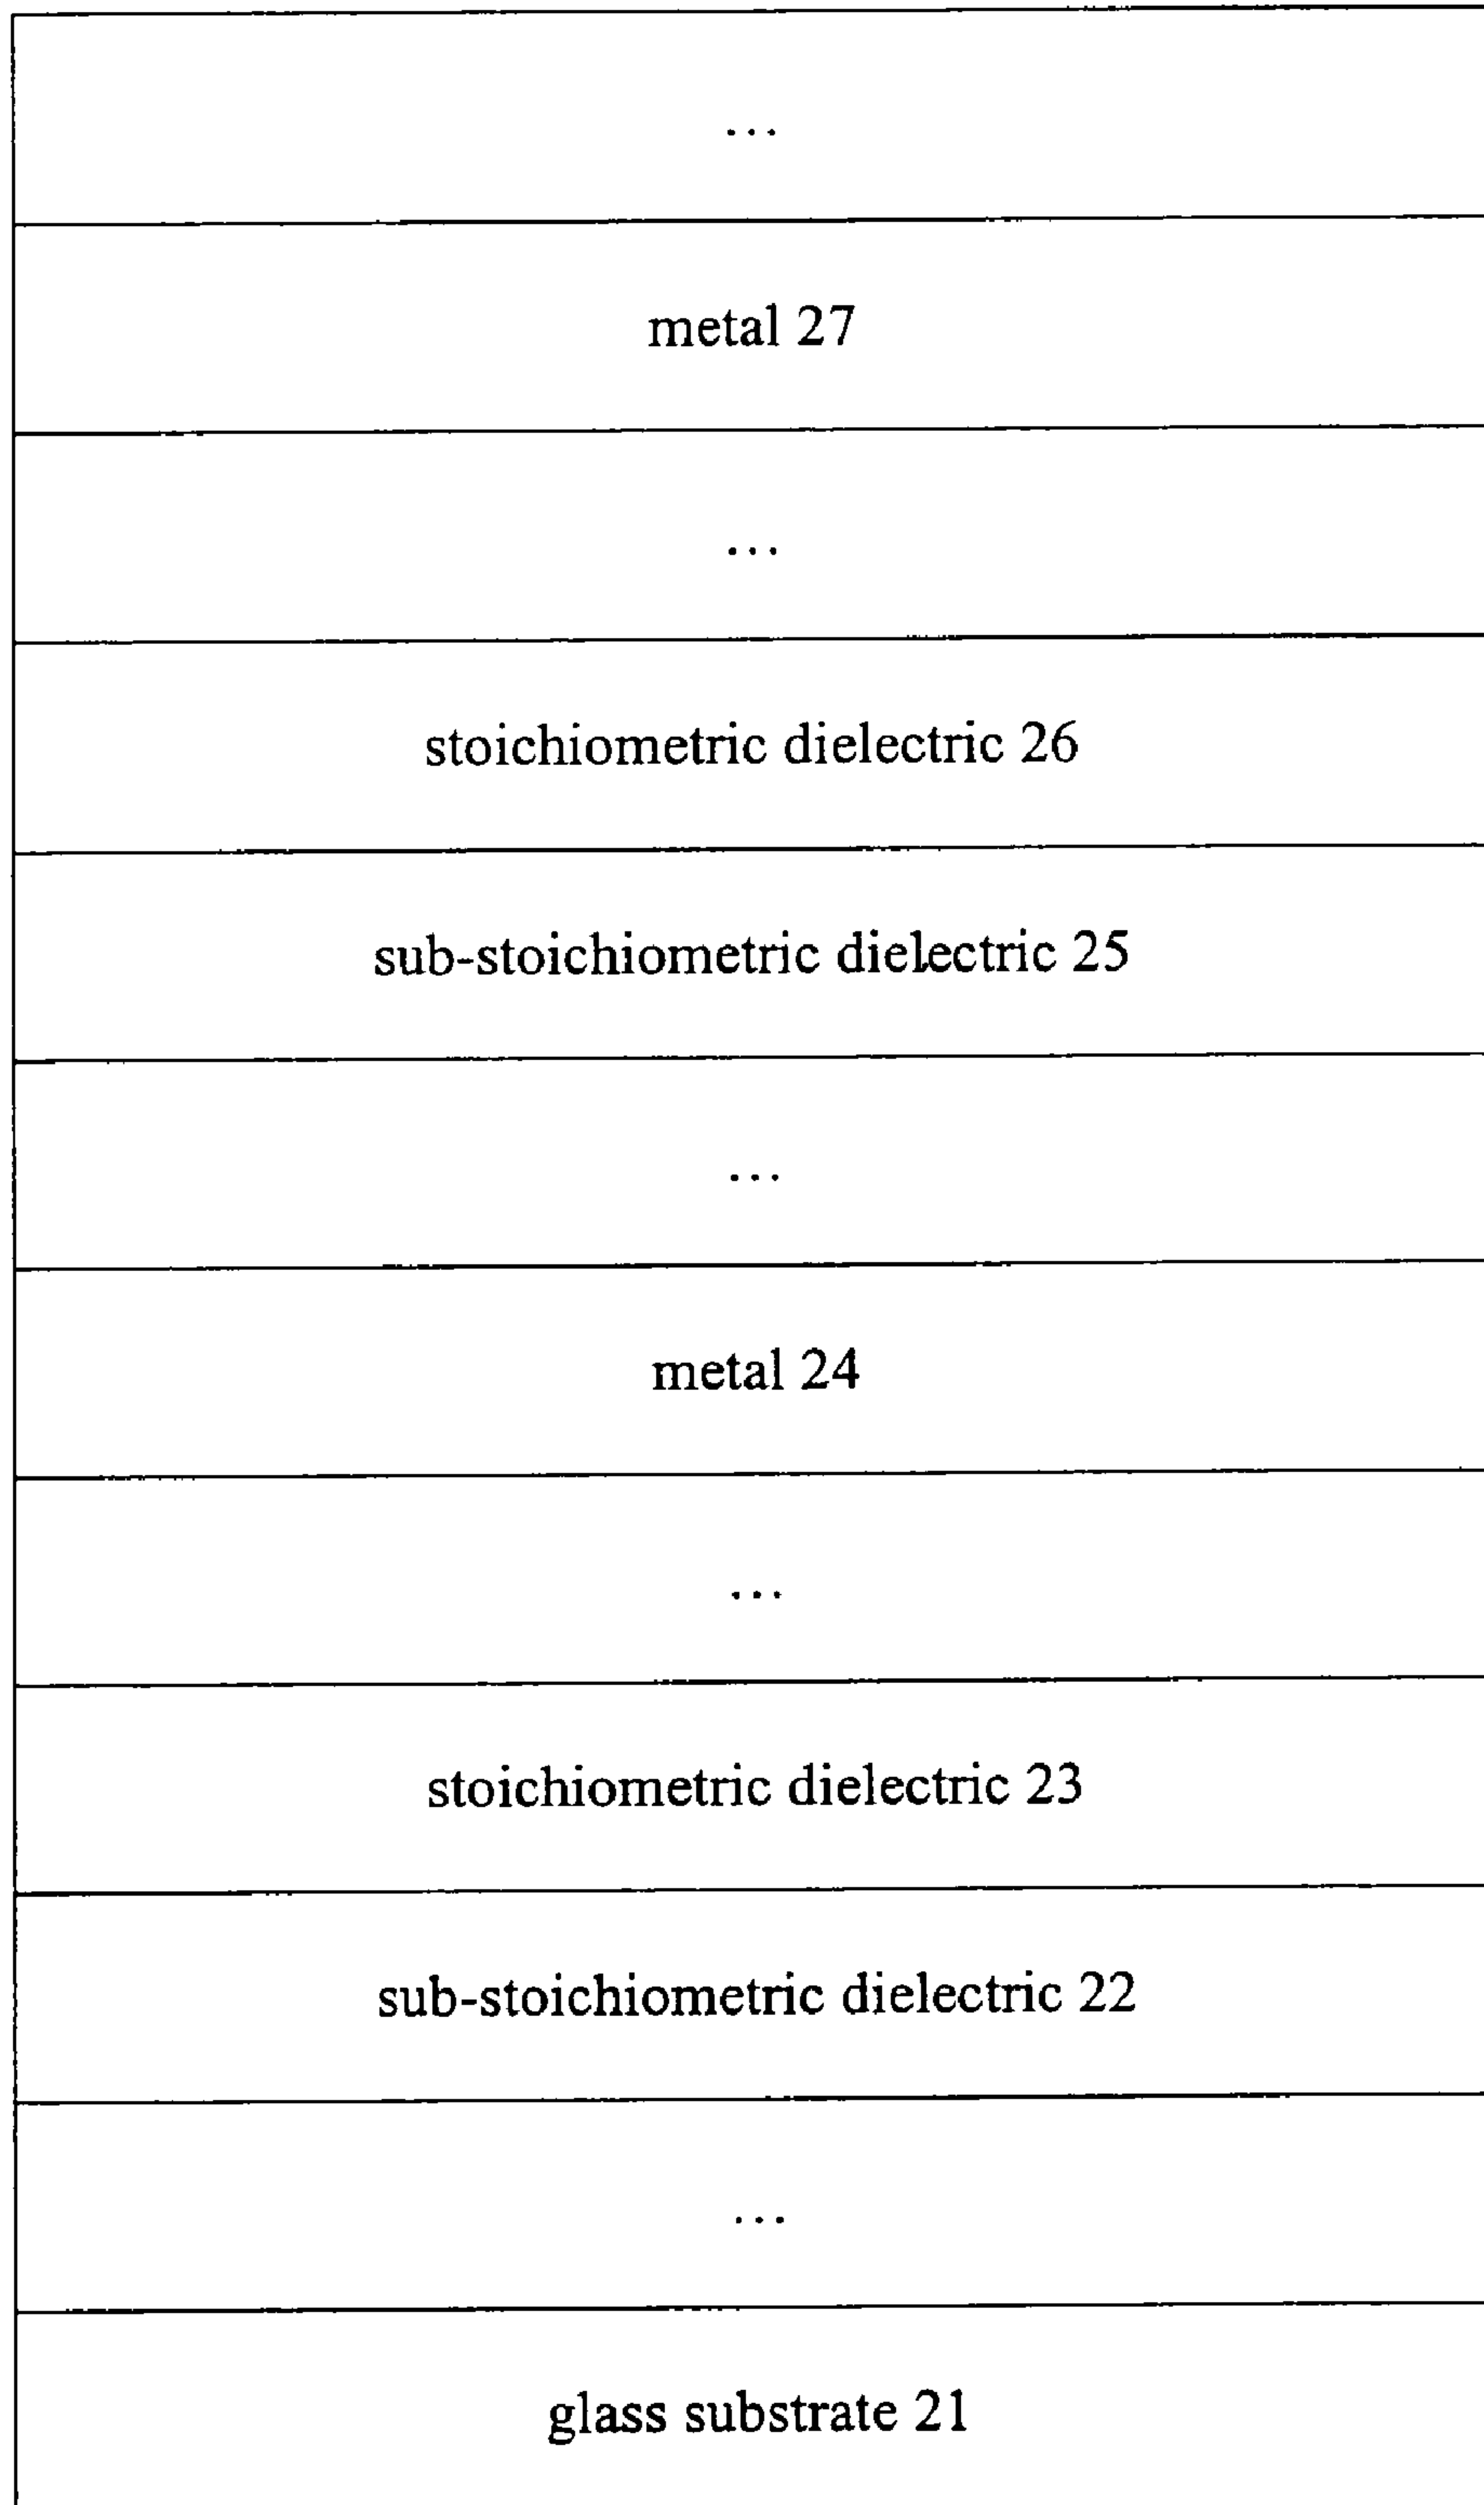 ...
metal 27
...
stoichiometric dielectric 26
sub-stoichiometric dielectric 25
...
metal 24
...
stoichiometric dielectric 23
sub-stoichiometric dielectric 22
...
glass substrate 21